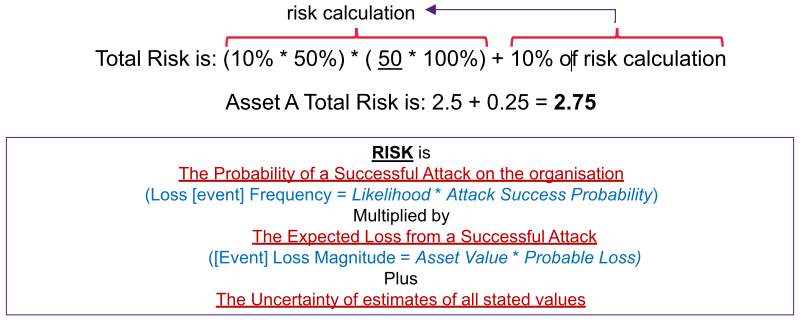 risk calculation
Total Risk is: (10% * 50%) * ( 50 * 100%) + 10% of risk calculation
Asset A Total Risk is: 2.5 + 0.25 = 2.75
RISK is
The Probability of a Successful Attack on the organisation
(Loss [event] Frequency = Likelihood * Attack Success Probability)
Multiplied by
The Expected Loss from a Successful Attack
([Event] Loss Magnitude = Asset Value * Probable Loss)
Plus
The Uncertainty of estimates of all stated values